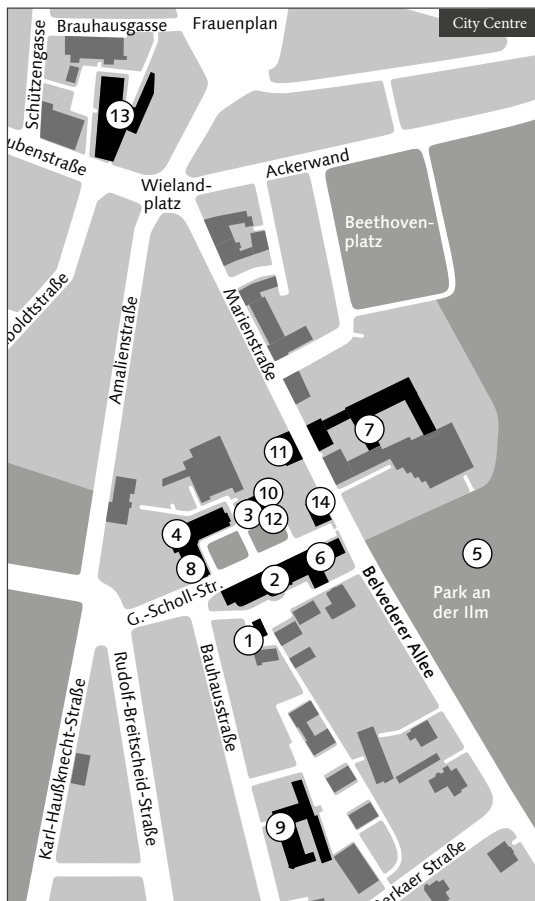 City Centre
Brauhausgasse
Frauenplan
Schützengasse
13
ubenstraße
Wieland-
platz
Ackerwand
Beethoven-
platz
boldtstraße
Amalienstraße
Marienstraße
7
11
10
14
3
12
4
5
6
8
2
Park an
der Ilm
G.-Scholl-Str.
1
Belvederer Allee
Karl-Haußknecht-Straße
Rudolf-Breitscheid-Straße
Bauhausstraße
9
Berkaer Straße